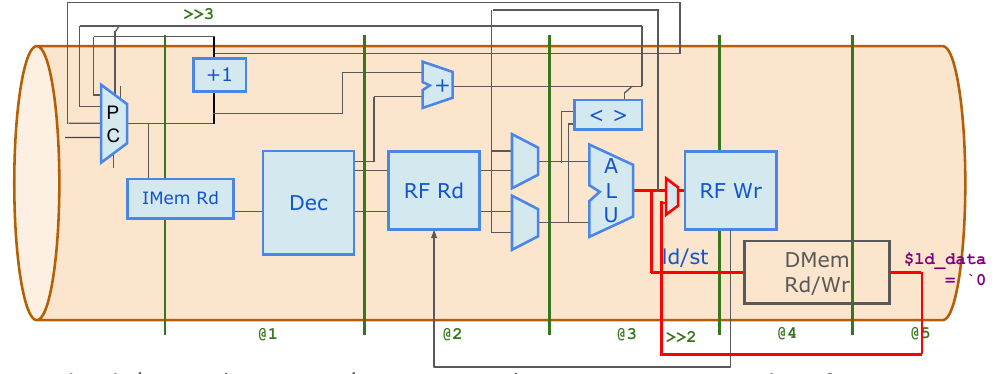 >>3
+1
+
P
C
< >
A
L
U
IMem Rd
Dec
RF Rd
RF Wr
ld/st
DMem
Rd/Wr
$ld_data
= `0
@1
@2
@3
>>2
@4
@5